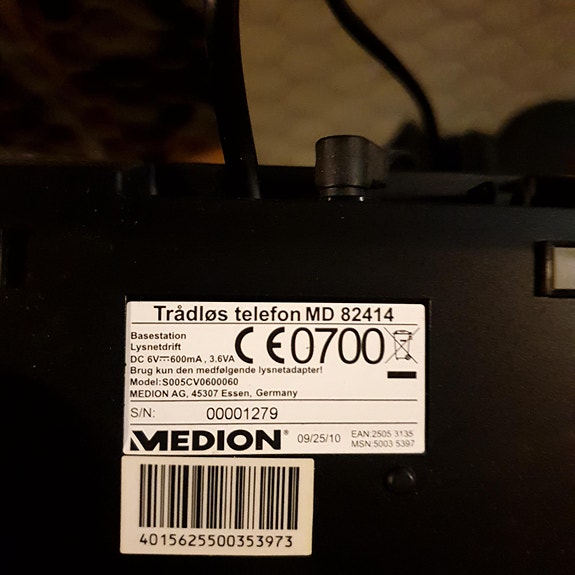 Trådløs telefon MD 82414
Basestation
Lysnetdrift
DC 6V⎓600mA , 3.6VA
CE0700
Brug kun den medfølgende lysnetadapter!
Model:S005CV0600060
MEDION AG, 45307 Essen, Germany
S/N: 00001279
MEDION® 09/25/10
EAN:2505 3135
MSN:5003 5397
4015625500353973